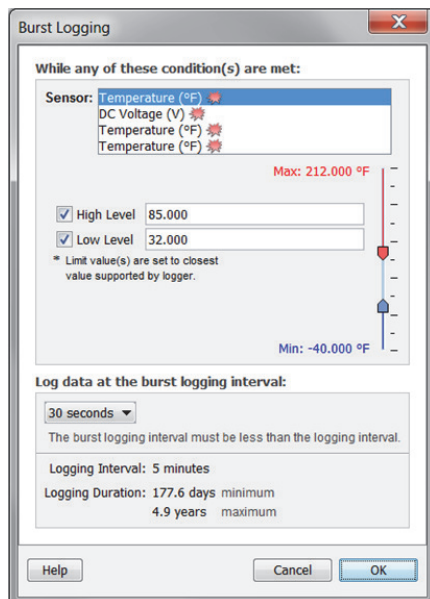 Burst Logging
While any of these condition(s) are met:
Sensor: Temperature (°F)
DC Voltage (V)
Temperature (°F)
Temperature (°F)
Max: 212.000 °F
High Level 85.000
Low Level 32.000
* Limit value(s) are set to closest
value supported by logger.
Min: -40.000 °F
Log data at the burst logging interval:
30 seconds
The burst logging interval must be less than the logging interval.
Logging Interval: 5 minutes
Logging Duration: 177.6 days minimum
4.9 years maximum
Help Cancel OK